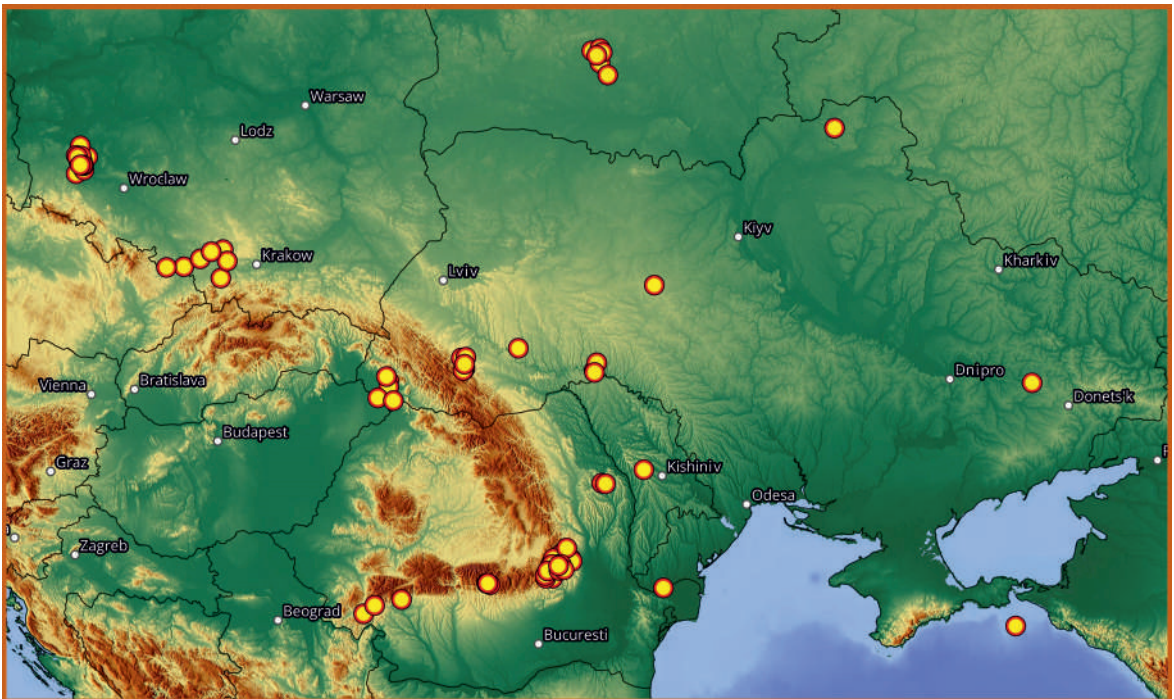 Warsaw
Lodz
Wroclaw
Kiyv
Krakow
Kharkiv
Lviv
Dnipro
Vienna
Bratislava
Donets'k
Budapest
Graz
Kishiniv
Odesa
Zagreb
Beograd
Bucuresti